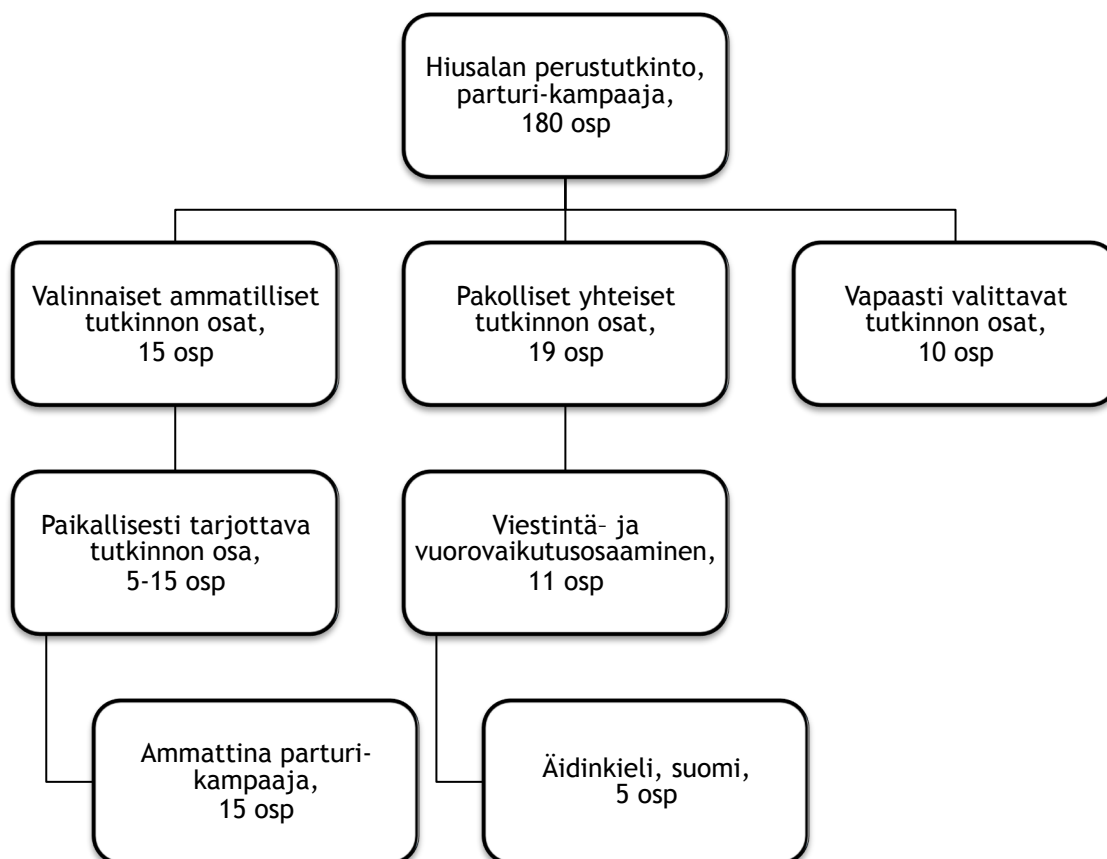 Hiusalan perustutkinto,
parturi-kampaaja,
180 osp
Valinnaiset ammatilliset
tutkinnon osat,
15 osp
Pakolliset yhteiset
tutkinnon osat,
19 osp
Vapaasti valittavat
tutkinnon osat,
10 osp
Paikallisesti tarjottava
tutkinnon osa,
5-15 osp
Viestintä- ja
vuorovaikutusosaaminen,
11 osp
Ammattina parturi-
kampaaja,
15 osp
Äidinkieli, suomi,
5 osp